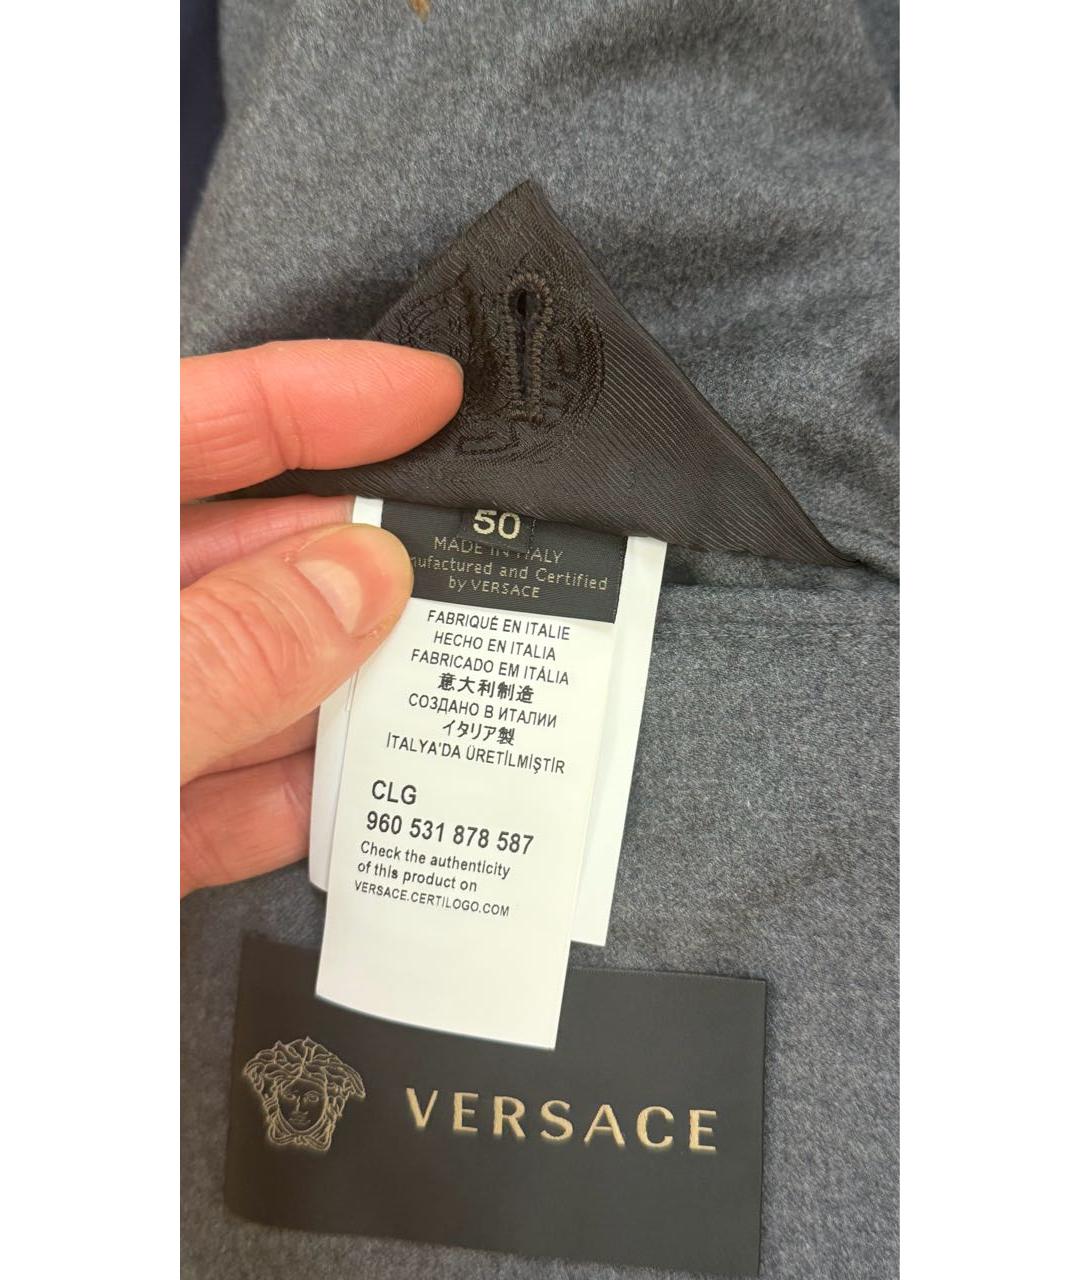 50
MADE IN ITALY
and Certified
by VERSACE
FABRIQUÉ EN ITALIE
HECHO EN ITALIA
FABRICADO EM ITÁLIA
意大利制造
СОЗДАНО В ИТАЛИИ
イタリア製
İTALYA'DA ÜRETİLMİŞTİR
CLG
960 531 878 587
Check the authenticity
of this product on
VERSACE.CERTILOGO.COM
VERSACE